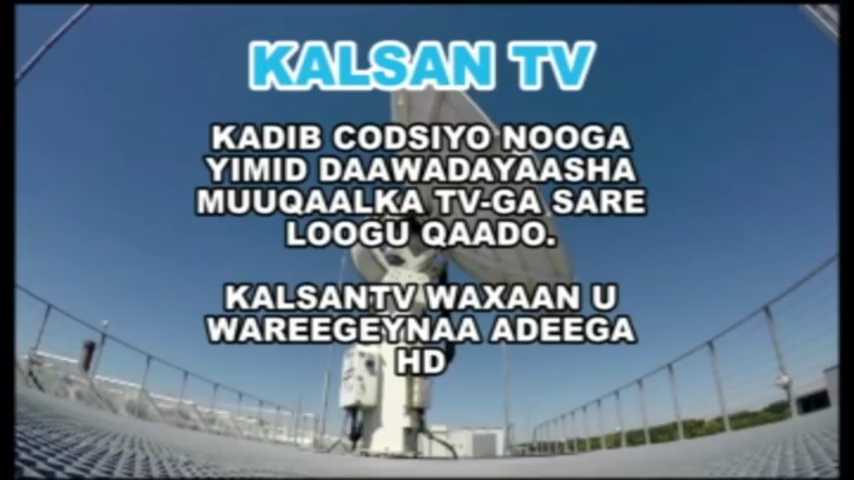 KALSAN TV
KADIB CODSIYO NOOGA
YIMID DAAWADAYAASHA
MUUQAALKA TV-GA SARE
LOOGU QAADO.
KALSANTV WAXAAN U
WAREEGEYNAA ADEEGA
HD